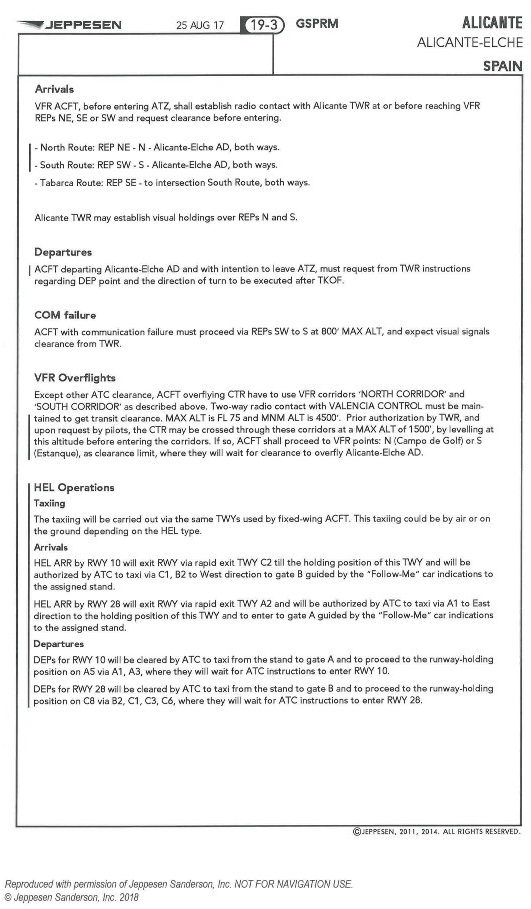 JEPPESEN 25 AUG 17 19-3 GSPRM ALICANTE
ALICANTE-ELCHE
SPAIN
Arrivals
VFR ACFT, before entering ATZ, shall establish radio contact with Alicante TWR at or before reaching VFR
REPs NE, SE or SW and request clearance before entering.
- North Route: REP NE - N - Alicante-Elche AD, both ways.
- South Route: REP SW - S - Alicante-Elche AD, both ways.
- Tabarca Route: REP SE - to intersection South Route, both ways.
Alicante TWR may establish visual holdings over REPs N and S.
Departures
ACFT departing Alicante-Elche AD and with intention to leave ATZ, must request from TWR instructions
regarding DEP point and the direction of turn to be executed after TKOF.
COM failure
ACFT with communication failure must proceed via REPs SW to S at 800' MAX ALT, and expect visual signals
clearance from TWR.
VFR Overflights
Except other ATC clearance, ACFT overflying CTR have to use VFR corridors 'NORTH CORRIDOR' and
'SOUTH CORRIDOR' as described above. Two-way radio contact with VALENCIA CONTROL must be main-
tained to get transit clearance. MAX ALT is FL 75 and MNM ALT is 4500'. Prior authorization by TWR, and
upon request by pilots, the CTR may be crossed through these corridors at a MAX ALT of 1500', by levelling at
this altitude before entering the corridors. If so, ACFT shall proceed to VFR points: N (Campo de Golf) or S
(Estanque), as clearance limit, where they will wait for clearance to overfly Alicante-Elche AD.
HEL Operations
Taxiing
The taxiing will be carried out via the same TWYs used by fixed-wing ACFT. This taxiing could be by air or on
the ground depending on the HEL type.
Arrivals
HEL ARR by RWY 10 will exit RWY via rapid exit TWY C2 till the holding position of this TWY and will be
authorized by ATC to taxi via C1, B2 to West direction to gate B guided by the "Follow-Me" car indications to
the assigned stand.
HEL ARR by RWY 28 will exit RWY via rapid exit TWY A2 and will be authorized by ATC to taxi via A1 to East
direction to the holding position of this TWY and to enter to gate A guided by the "Follow-Me" car indications
to the assigned stand.
Departures
DEPs for RWY 10 will be cleared by ATC to taxi from the stand to gate A and to proceed to the runway-holding
position on A5 via A1, A3, where they will wait for ATC instructions to enter RWY 10.
DEPs for RWY 28 will be cleared by ATC to taxi from the stand to gate B and to proceed to the runway-holding
position on C8 via B2, C1, C3, C6, where they will wait for ATC instructions to enter RWY 28.
©JEPPESEN, 2011, 2014. ALL RIGHTS RESERVED.
Reproduced with permission of Jeppesen Sanderson, Inc. NOT FOR NAVIGATION USE.
© Jeppesen Sanderson, Inc. 2018